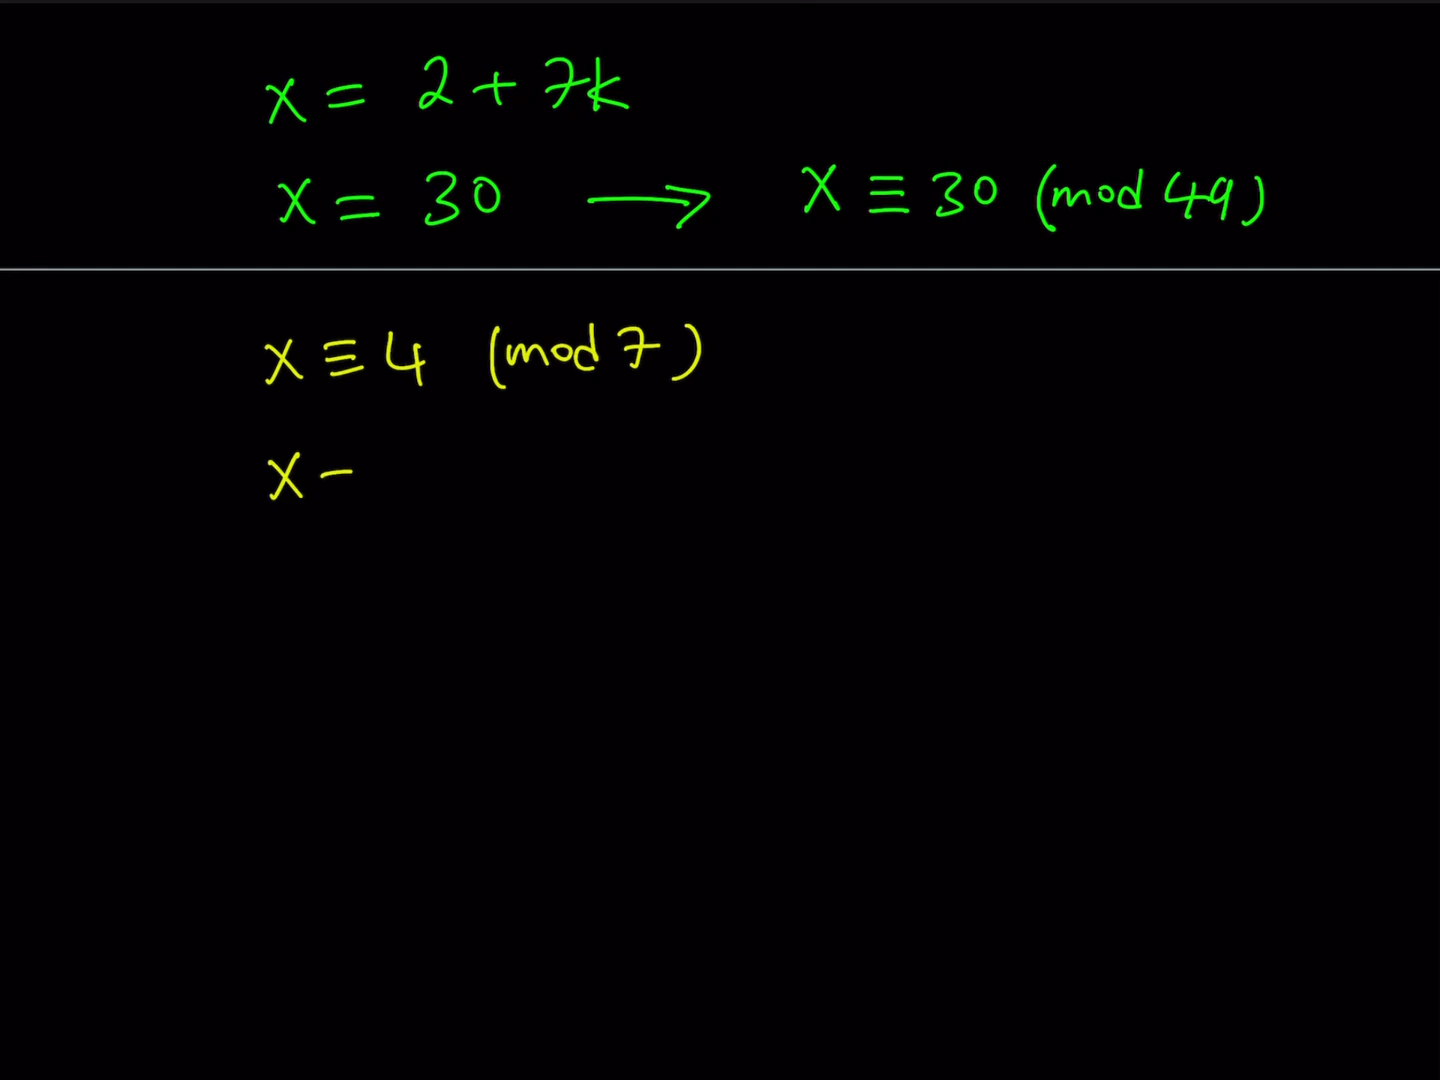 x = 2 + 7k
x = 30 → x ≡ 30 (mod 49)
x ≡ 4 (mod 7)
x -